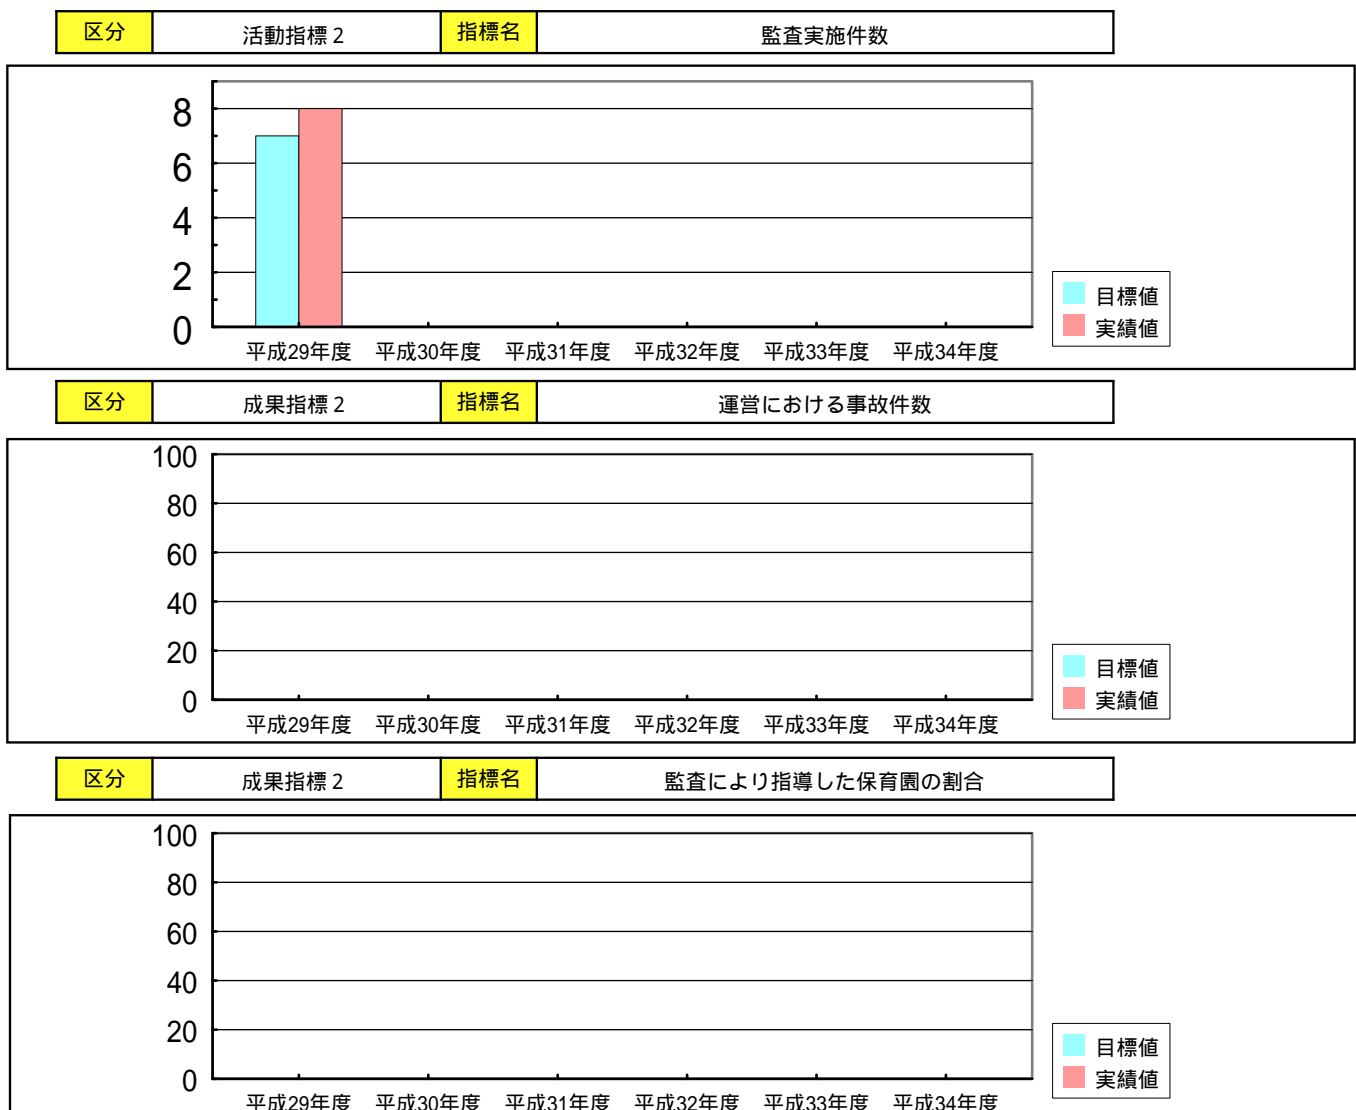 区分 活動指標２ 指標名 監査実施件数
8
6
4
2
0
平成29年度 平成30年度 平成31年度 平成32年度 平成33年度 平成34年度
目標値
実績値
区分 成果指標２ 指標名 運営における事故件数
100
80
60
40
20
0
平成29年度 平成30年度 平成31年度 平成32年度 平成33年度 平成34年度
目標値
実績値
区分 成果指標２ 指標名 監査により指導した保育園の割合
100
80
60
40
20
0
平成29年度 平成30年度 平成31年度 平成32年度 平成33年度 平成34年度
目標値
実績値